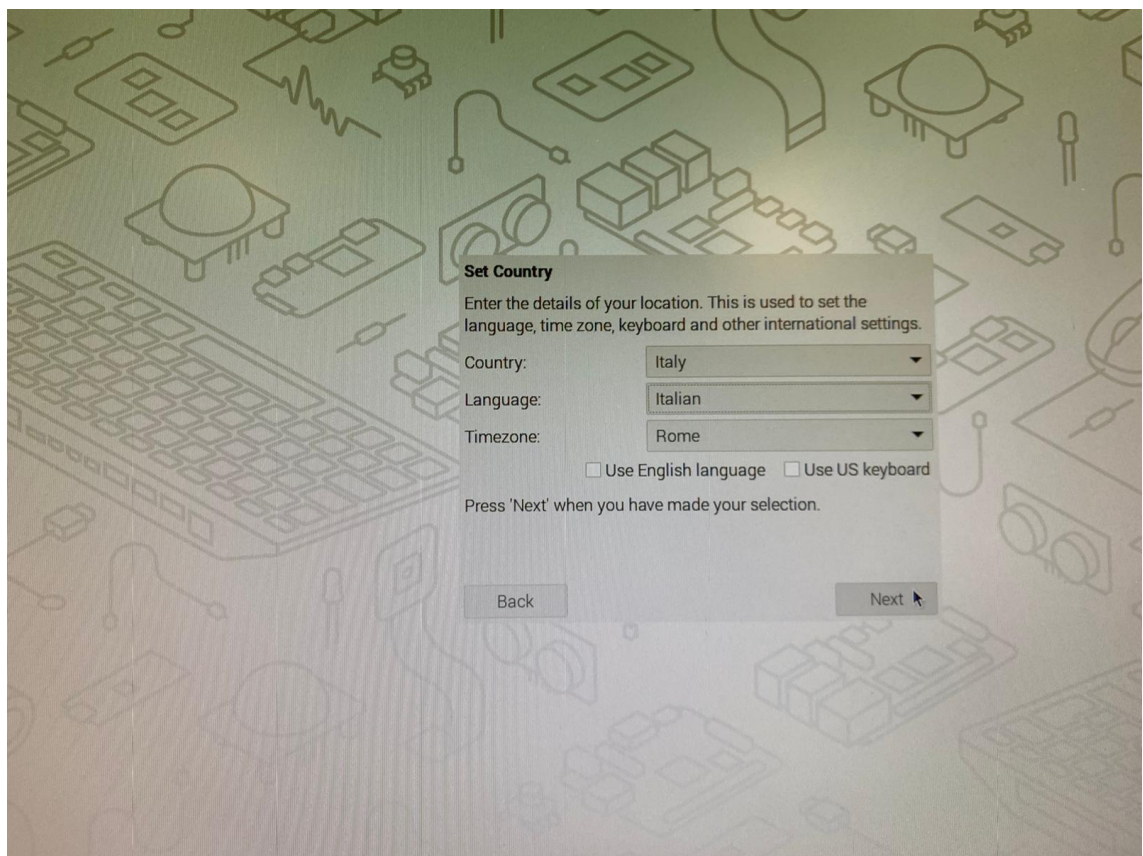 Set Country
Enter the details of your location. This is used to set the
language, time zone, keyboard and other international settings.
Country: Italy
Language: Italian
Timezone: Rome
Use English language Use US keyboard
Press 'Next' when you have made your selection.
Back Next